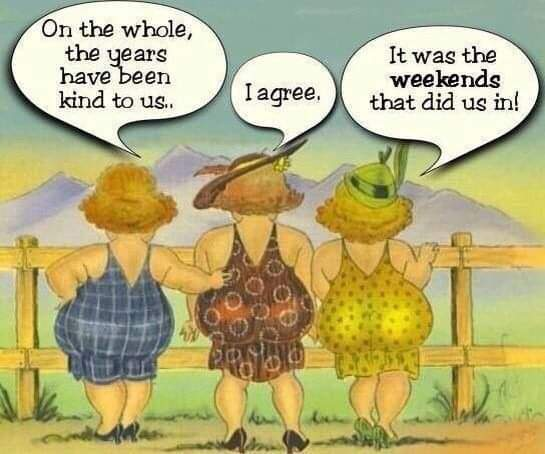 On the whole,
the years
have been
kind to us..
I agree.
It was the
weekends
that did us in!